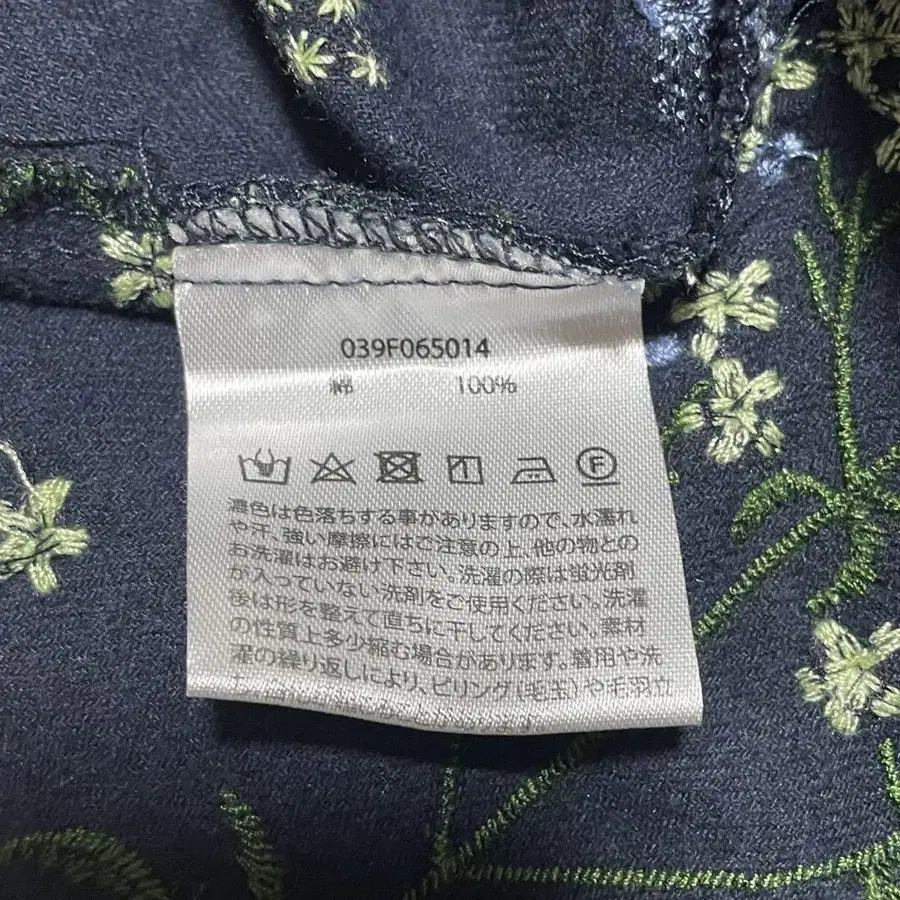 039F065014
綿 100%
F
濃色は色落ちする事がありますので、水濡れ
や汗、強い摩擦にはご注意の上、他の物との
お洗濯はお避け下さい。洗濯の際は蛍光剤
が入っていない洗剤をご使用ください。洗濯
後は形を整えて直ちに干してください。素材
の性質上多少縮む場合があります。着用や洗
濯の繰り返しにより、ピリング(毛玉)や毛羽立